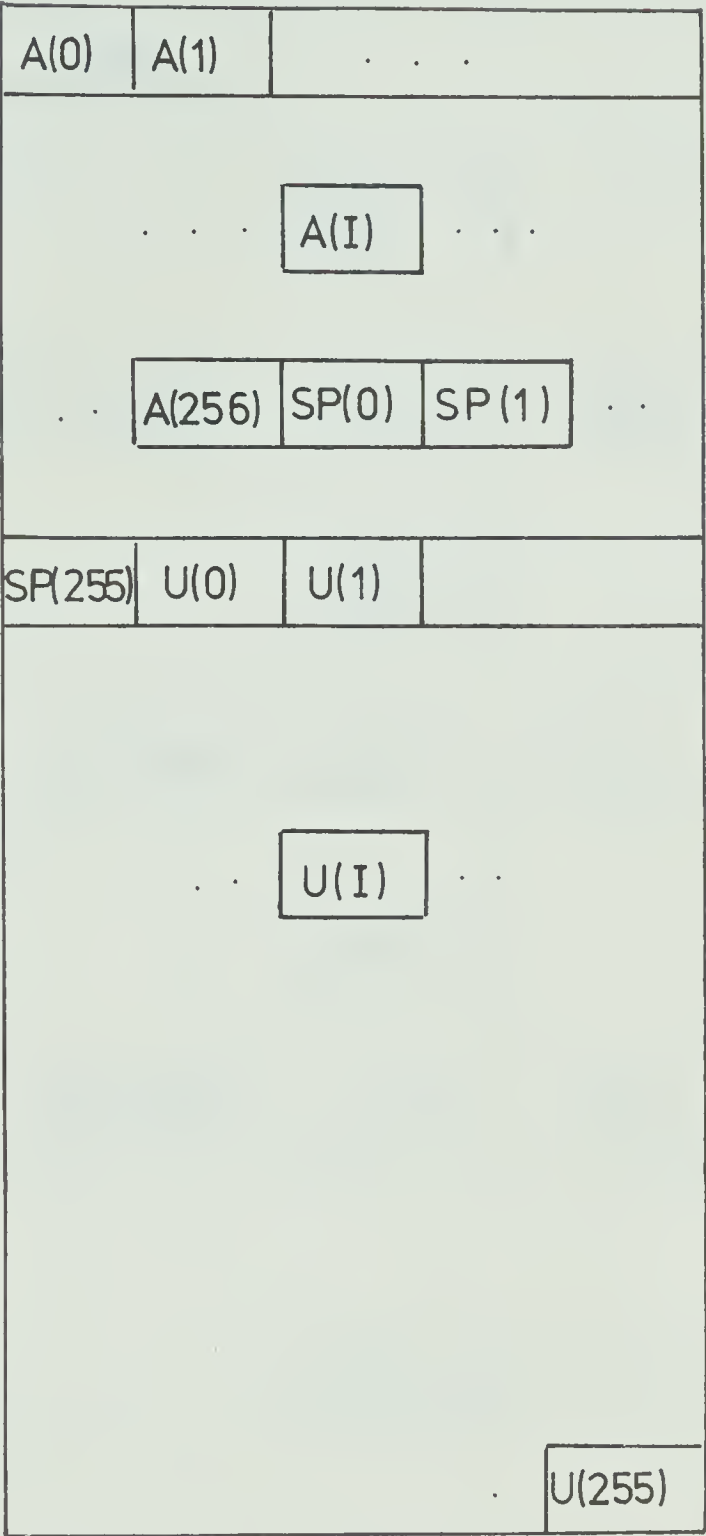 A(0) A(1) . . .
. . . A(I) . . .
. . A(256) SP(0) SP(1) . .
SP(255) U(0) U(1)
. . U(I) . .
. U(255)